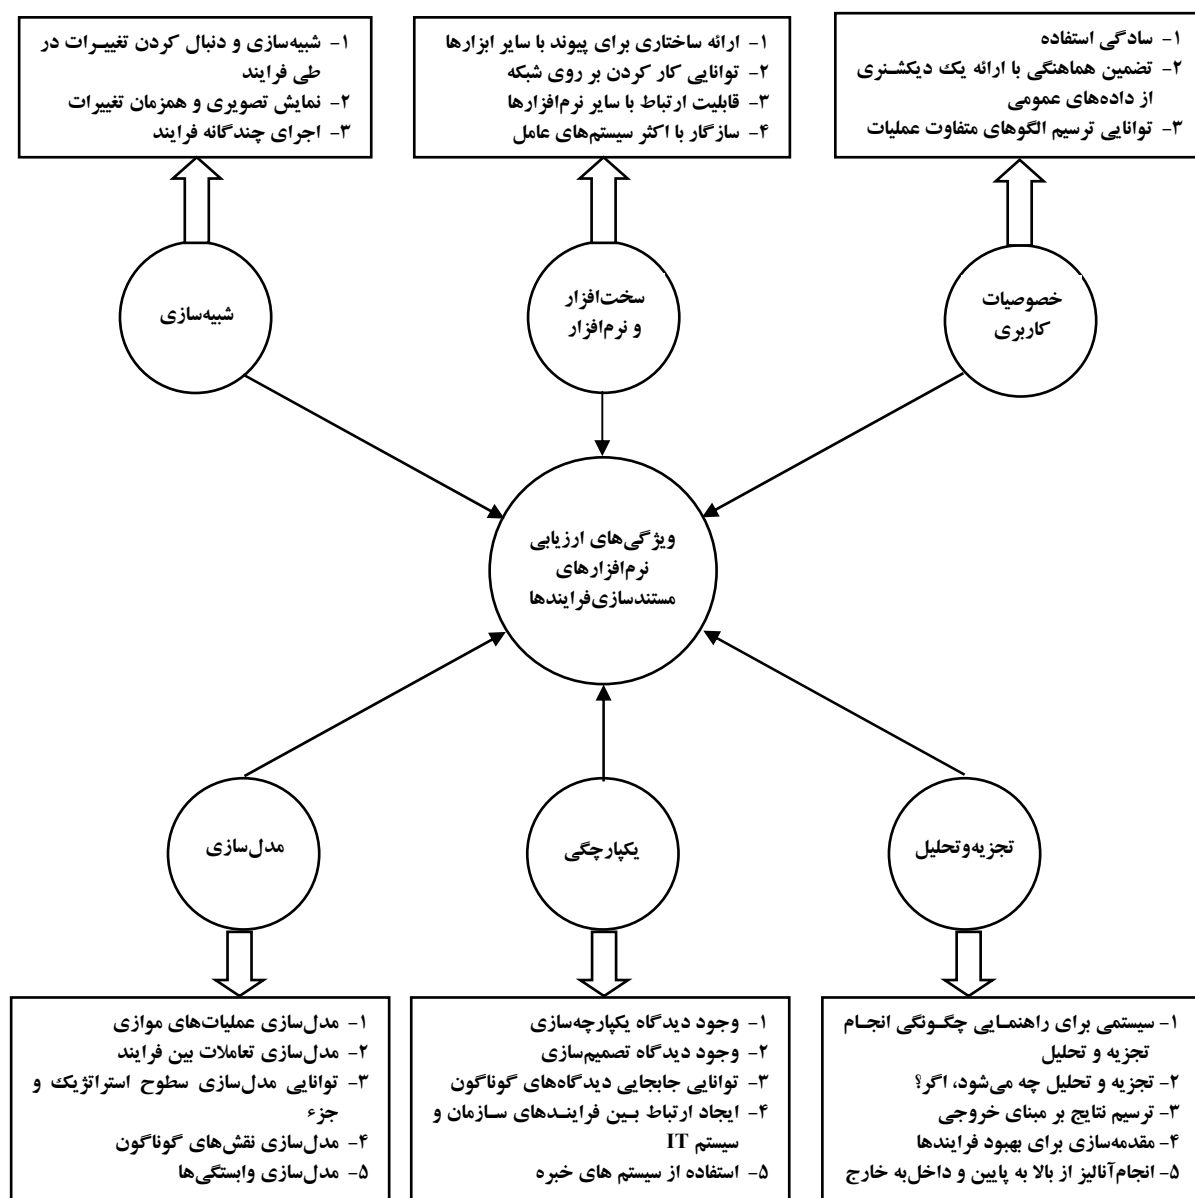 ۱- سادگی استفاده
۲- تضمین هماهنگی با ارائه یک دیکشنری
از داده‌های عمومی
۳- توانایی ترسیم الگوهای متفاوت عملیات
۱- ارائه ساختاری برای پیوند با سایر ابزارها
۲- توانایی کار کردن بر روی شبکه
۳- قابلیت ارتباط با سایر نرم‌افزارها
۴- سازگار با اکثر سیستم‌های عامل
۱- شبیه‌سازی و دنبال کردن تغییرات در
طی فرایند
۲- نمایش تصویری و همزمان تغییرات
۳- اجرای چندگانه فرایند
خصوصیات
کاربری
سخت‌افزار
و نرم‌افزار
شبیه‌سازی
ویژگی‌های ارزیابی
نرم‌افزارهای
مستندسازی‌فرایندها
تجزیه‌وتحلیل
یکپارچگی
مدل‌سازی
۱- سیستمی برای راهنمایی چگونگی انجام
تجزیه و تحلیل
۲- تجزیه و تحلیل چه می‌شود، اگر؟
۳- ترسیم نتایج بر مبنای خروجی
۴- مقدمه‌سازی برای بهبود فرایندها
۵- انجام‌آنالیز از بالا به پایین و داخل‌به خارج
۱- وجود دیدگاه یکپارچه‌سازی
۲- وجود دیدگاه تصمیم‌سازی
۳- توانایی جابجایی دیدگاه‌های گوناگون
۴- ایجاد ارتباط بین فرایندهای سازمان و
سیستم IT
۵- استفاده از سیستم های خبره
۱- مدل‌سازی عملیات‌های موازی
۲- مدل‌سازی تعاملات بین فرایند
۳- توانایی مدل‌سازی سطوح استراتژیک و
جزء
۴- مدل‌سازی نقش‌های گوناگون
۵- مدل‌سازی وابستگی‌ها